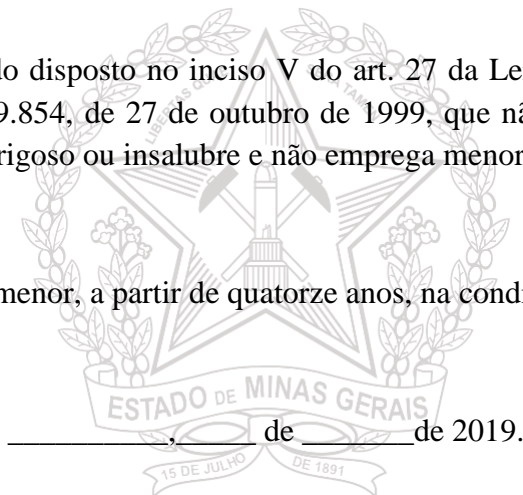 do disposto no inciso V do art. 27 da Le
9.854, de 27 de outubro de 1999, que nã
rigoso ou insalubre e não emprega menor
menor, a partir de quatorze anos, na condi
ESTADO DE MINAS GERAIS
__________,_____ de _______de 2019.
15 DE JULHO DE 1891